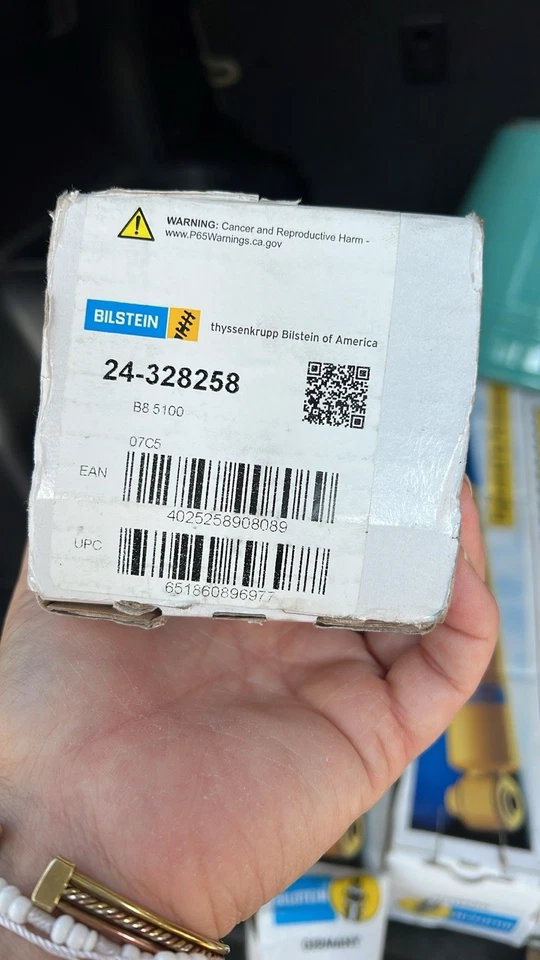 WARNING: Cancer and Reproductive Harm -
www.P65Warnings.ca.gov
BILSTEIN
thyssenkrupp Bilstein of America
24-328258
B8 5100
07C5
EAN
4025258908089
UPC
651860896977
BILSTEIN
GERMANY